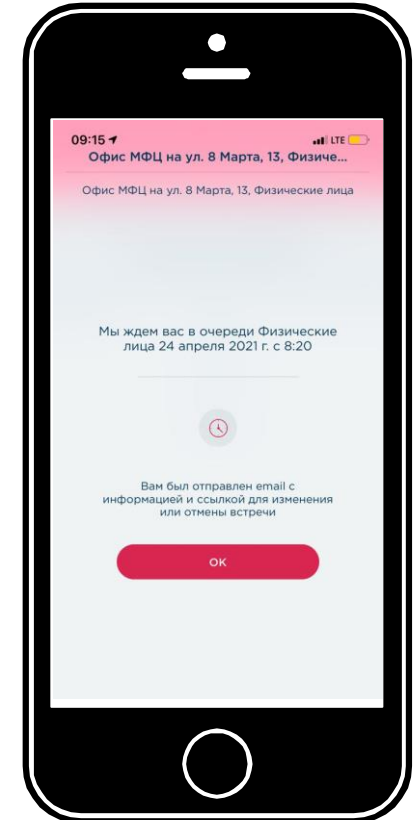 09:15 LTE
Офис МФЦ на ул. 8 Марта, 13, Физиче...
Офис МФЦ на ул. 8 Марта, 13, Физические лица
Мы ждем вас в очереди Физические
лица 24 апреля 2021 г. с 8:20
Вам был отправлен email с
информацией и ссылкой для изменения
или отмены встречи
ОК